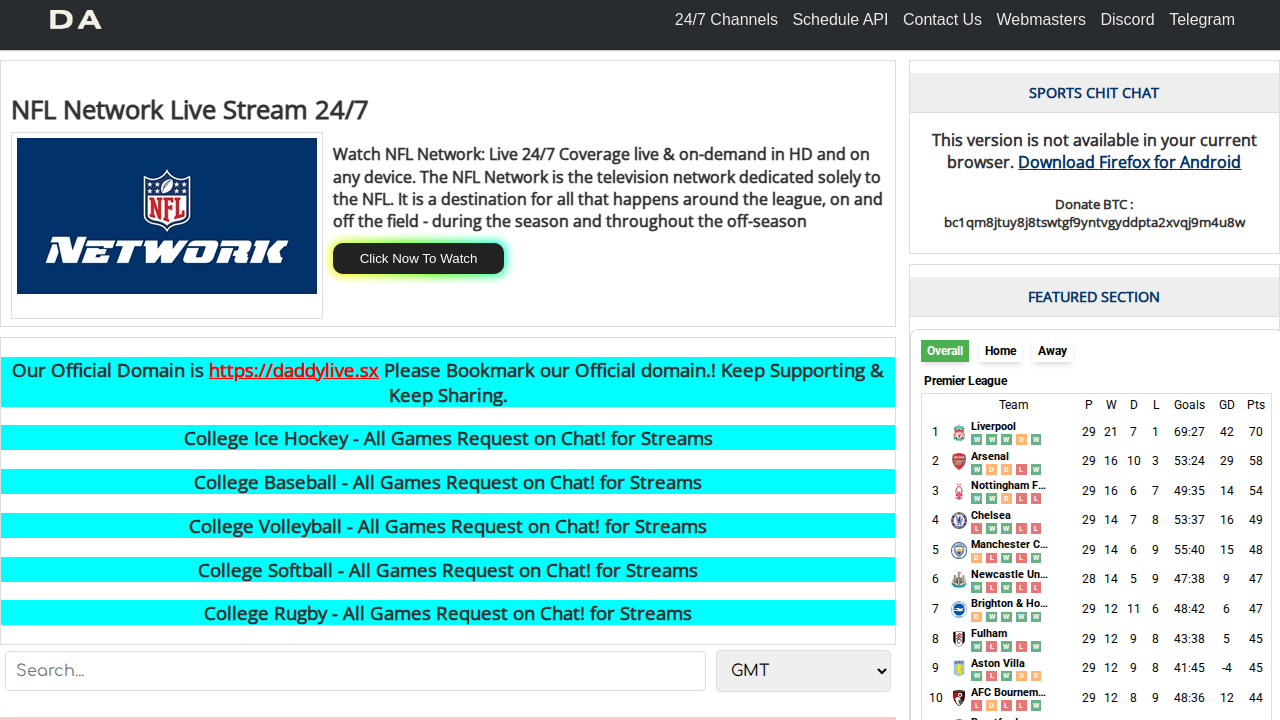 DA
24/7 Channels Schedule API Contact Us Webmasters Discord Telegram
NFL Network Live Stream 24/7
NFL
NETWORK
Watch NFL Network: Live 24/7 Coverage live & on-demand in HD and on
any device. The NFL Network is the television network dedicated solely to
the NFL. It is a destination for all that happens around the league, on and
off the field - during the season and throughout the off-season
Click Now To Watch
Our Official Domain is https://daddylive.sx Please Bookmark our Official domain.! Keep Supporting &
Keep Sharing.
College Ice Hockey - All Games Request on Chat! for Streams
College Baseball - All Games Request on Chat! for Streams
College Volleyball - All Games Request on Chat! for Streams
College Softball - All Games Request on Chat! for Streams
College Rugby - All Games Request on Chat! for Streams
Search...
GMT
SPORTS CHIT CHAT
This version is not available in your current
browser. Download Firefox for Android
Donate BTC :
bc1qm8jtuy8j8tswtgf9yntvgyddpta2xvqj9m4u8w
FEATURED SECTION
Overall Home Away
Premier League
Team P W D L Goals GD Pts
1 Liverpool 29 21 7 1 69:27 42 70
W W W D W
2 Arsenal 29 16 10 3 53:24 29 58
W D D L W
3 Nottingham F... 29 16 6 7 49:35 14 54
W W D L L
4 Chelsea 29 14 7 8 53:37 16 49
L W W L L
5 Manchester C... 29 14 6 9 55:40 15 48
D L W L W
6 Newcastle Un... 28 14 5 9 47:38 9 47
W L W L L
7 Brighton & Ho... 29 12 11 6 48:42 6 47
D W W W W
8 Fulham 29 12 9 8 43:38 5 45
W L W L W
9 Aston Villa 29 12 9 8 41:45 -4 45
W L W D D
10 AFC Bournem... 29 12 8 9 48:36 12 44
L D L L W